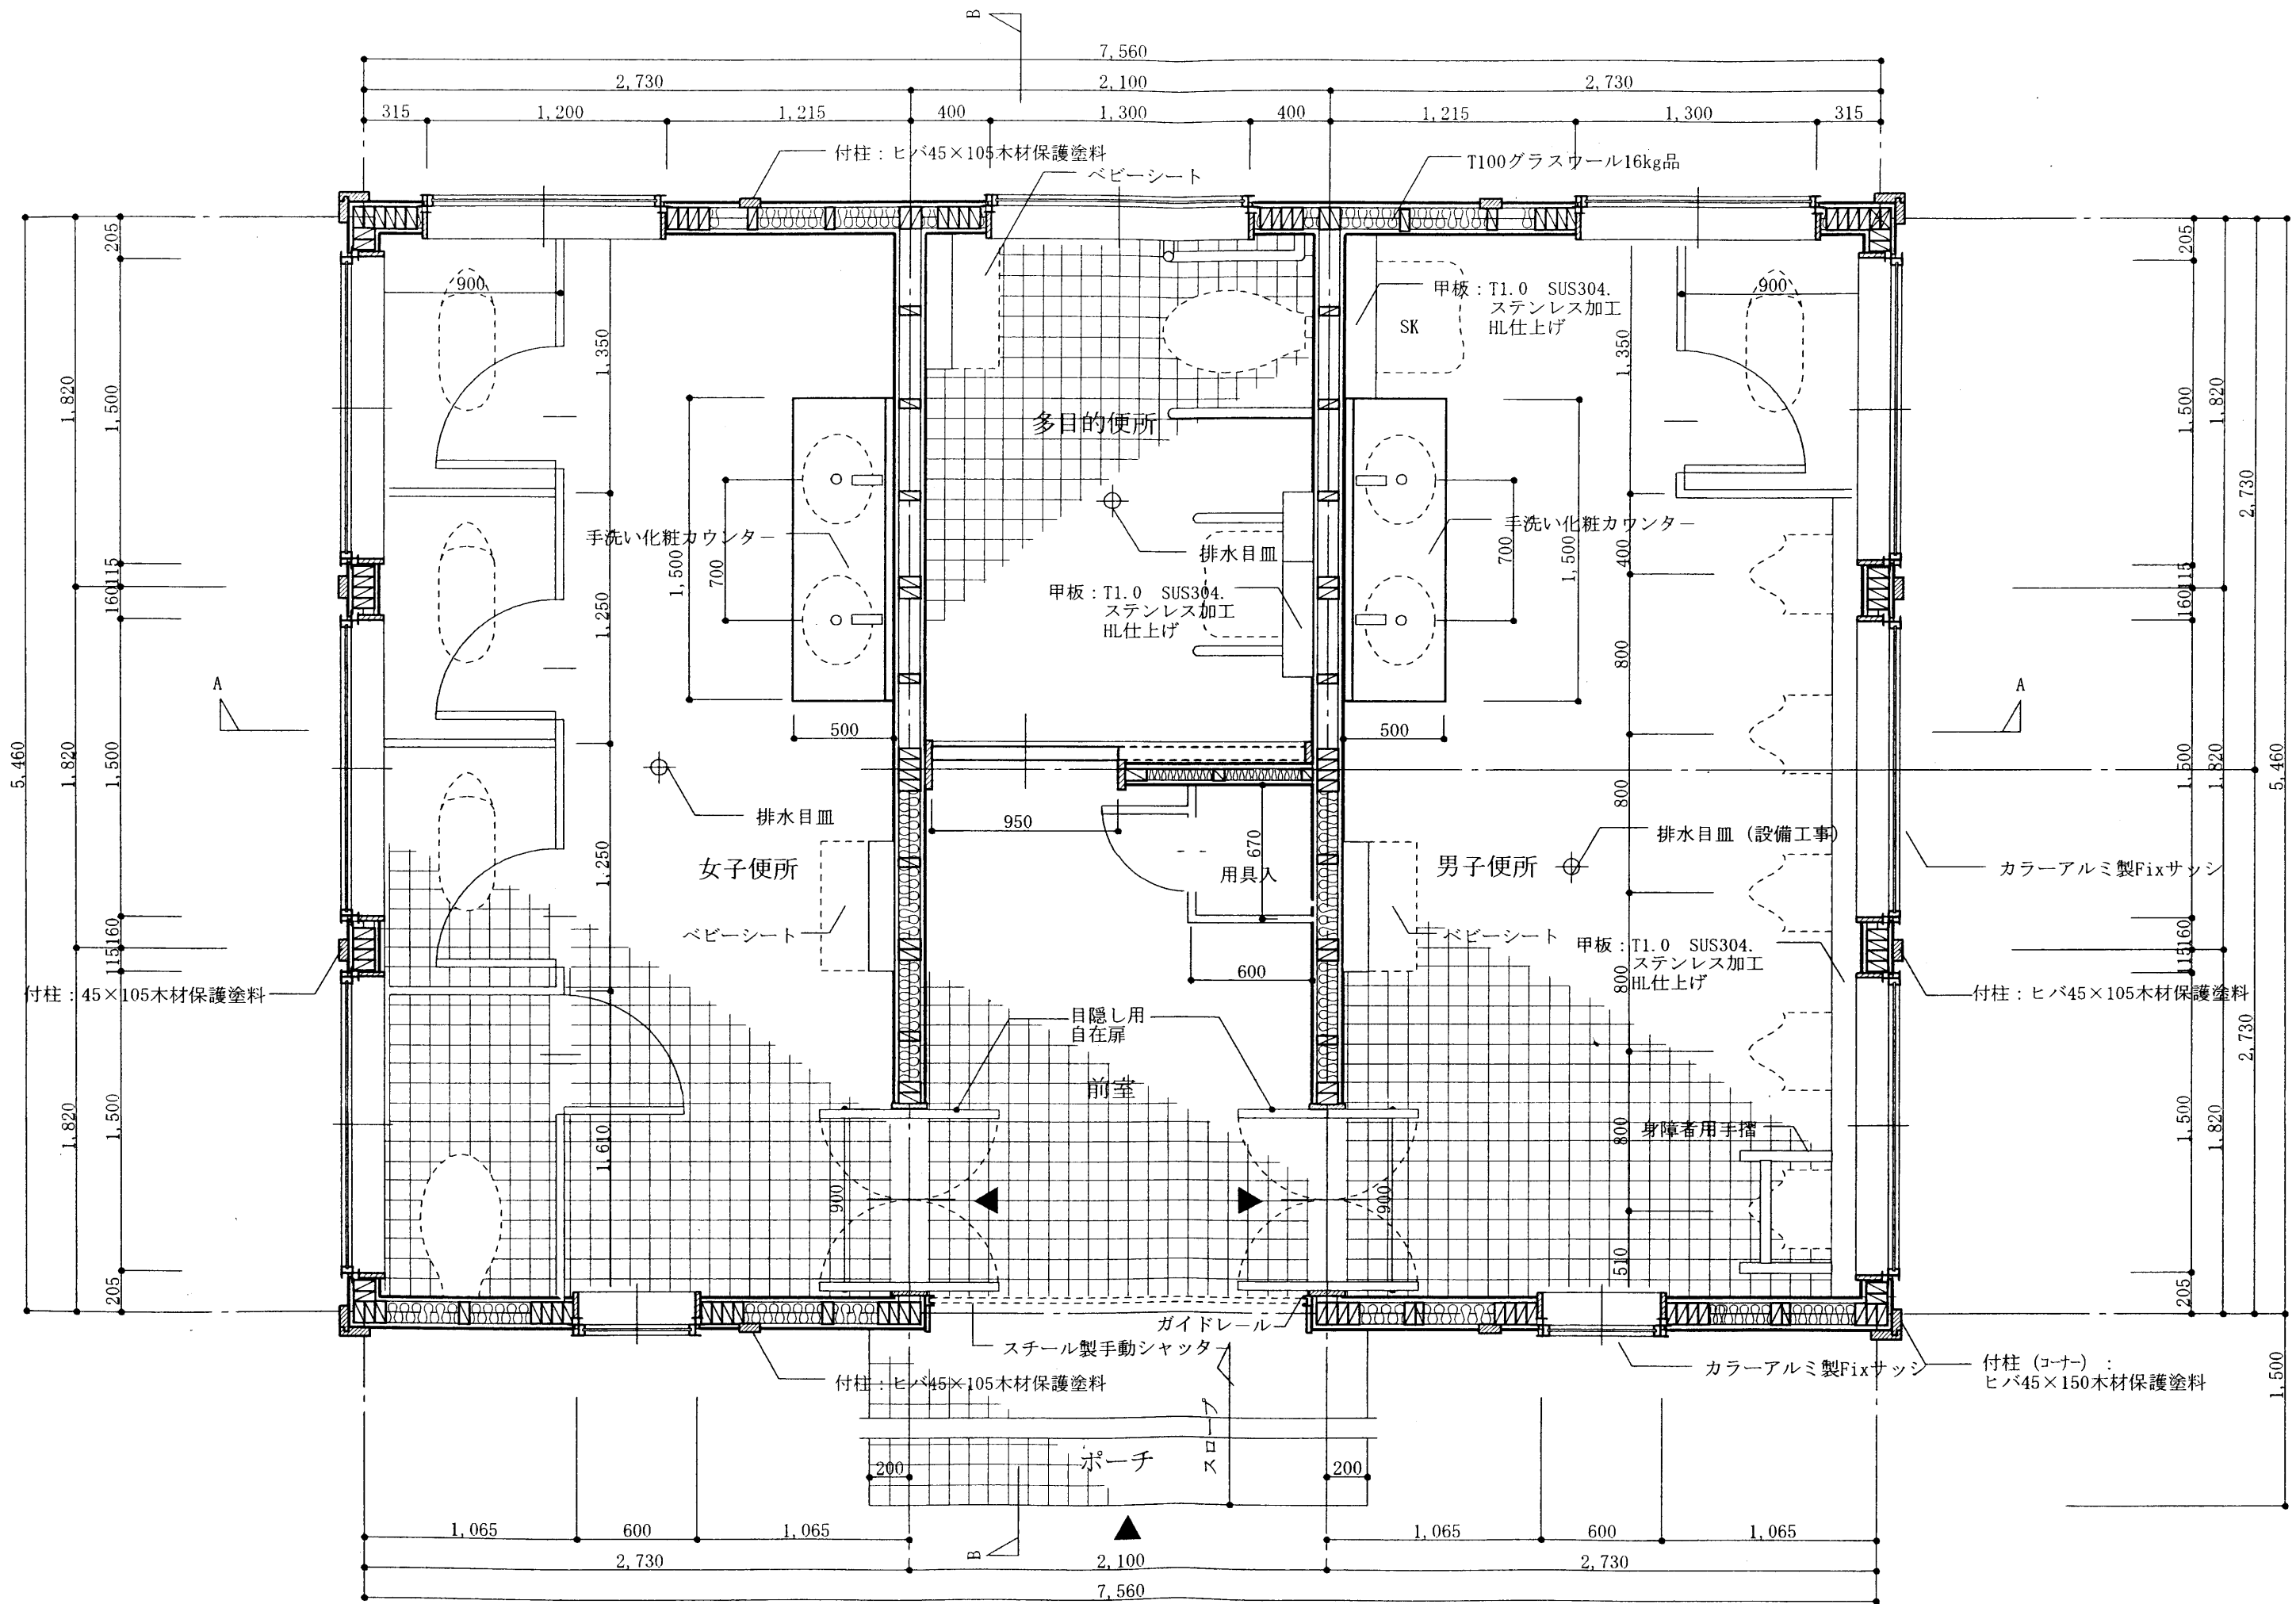 B
7,560
2,730
2,100
2,730
315
1,200
1,215
400
1,300
400
1,215
1,300
315
付柱：ヒバ45×105木材保護塗料
ベビーシート
T100グラスウール16kg品
205
1,500
1,820
115
160
1,500
1,820
5,460
160
115
1,500
1,820
205
900
1,350
1,250
1,250
1,610
手洗い化粧カウンター
1,500
700
500
排水目皿
女子便所
ベビーシート
付柱：45×105木材保護塗料
A
多目的便所
排水目皿
甲板：T1.0 SUS304.
ステンレス加工
HL仕上げ
950
670
用具入
600
目隠し用
自在扉
前室
900
900
甲板：T1.0 SUS304.
ステンレス加工
HL仕上げ
SK
900
1,350
手洗い化粧カウンター
700
1,500
400
800
500
800
800
800
510
男子便所
排水目皿（設備工事）
ベビーシート
甲板：T1.0 SUS304.
ステンレス加工
HL仕上げ
身障者用手摺
A
カラーアルミ製Fixサッシ
付柱：ヒバ45×105木材保護塗料
205
1,500
1,820
2,730
115
160
1,500
1,820
5,460
160
115
2,730
1,500
1,820
205
1,500
ガイドレール
スチール製手動シャッター
付柱：ヒバ45×105木材保護塗料
カラーアルミ製Fixサッシ
付柱（コーナー）：
ヒバ45×150木材保護塗料
スロープ
ポーチ
200
200
1,065
600
1,065
B
1,065
600
1,065
2,730
2,100
2,730
7,560